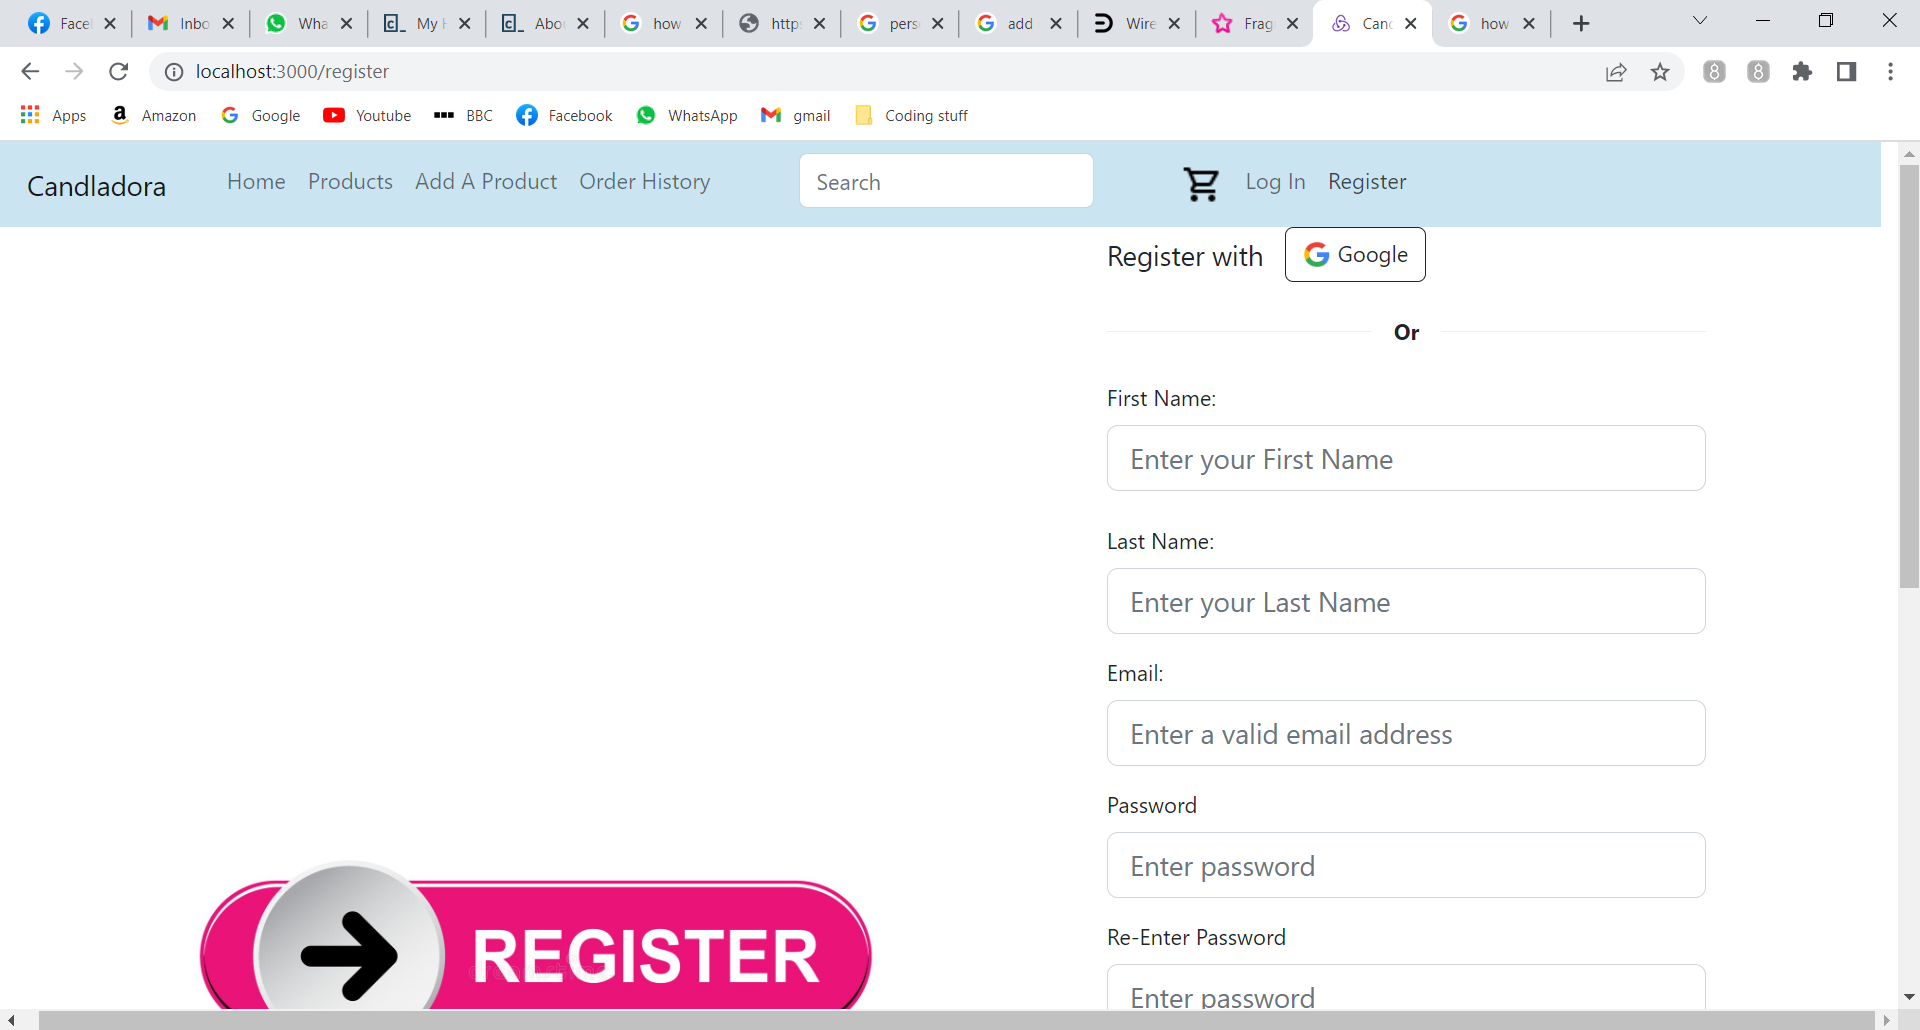 Face
Inbo
Wha
My H
Abo
how
http:
pers
add
Wire
Frag
Canc
how
localhost:3000/register
Apps
Amazon
Google
Youtube
BBC
Facebook
WhatsApp
gmail
Coding stuff
Candladora
Home
Products
Add A Product
Order History
Search
Log In
Register
Register with
Google
Or
First Name:
Enter your First Name
Last Name:
Enter your Last Name
Email:
Enter a valid email address
Password
Enter password
Re-Enter Password
Enter password
REGISTER